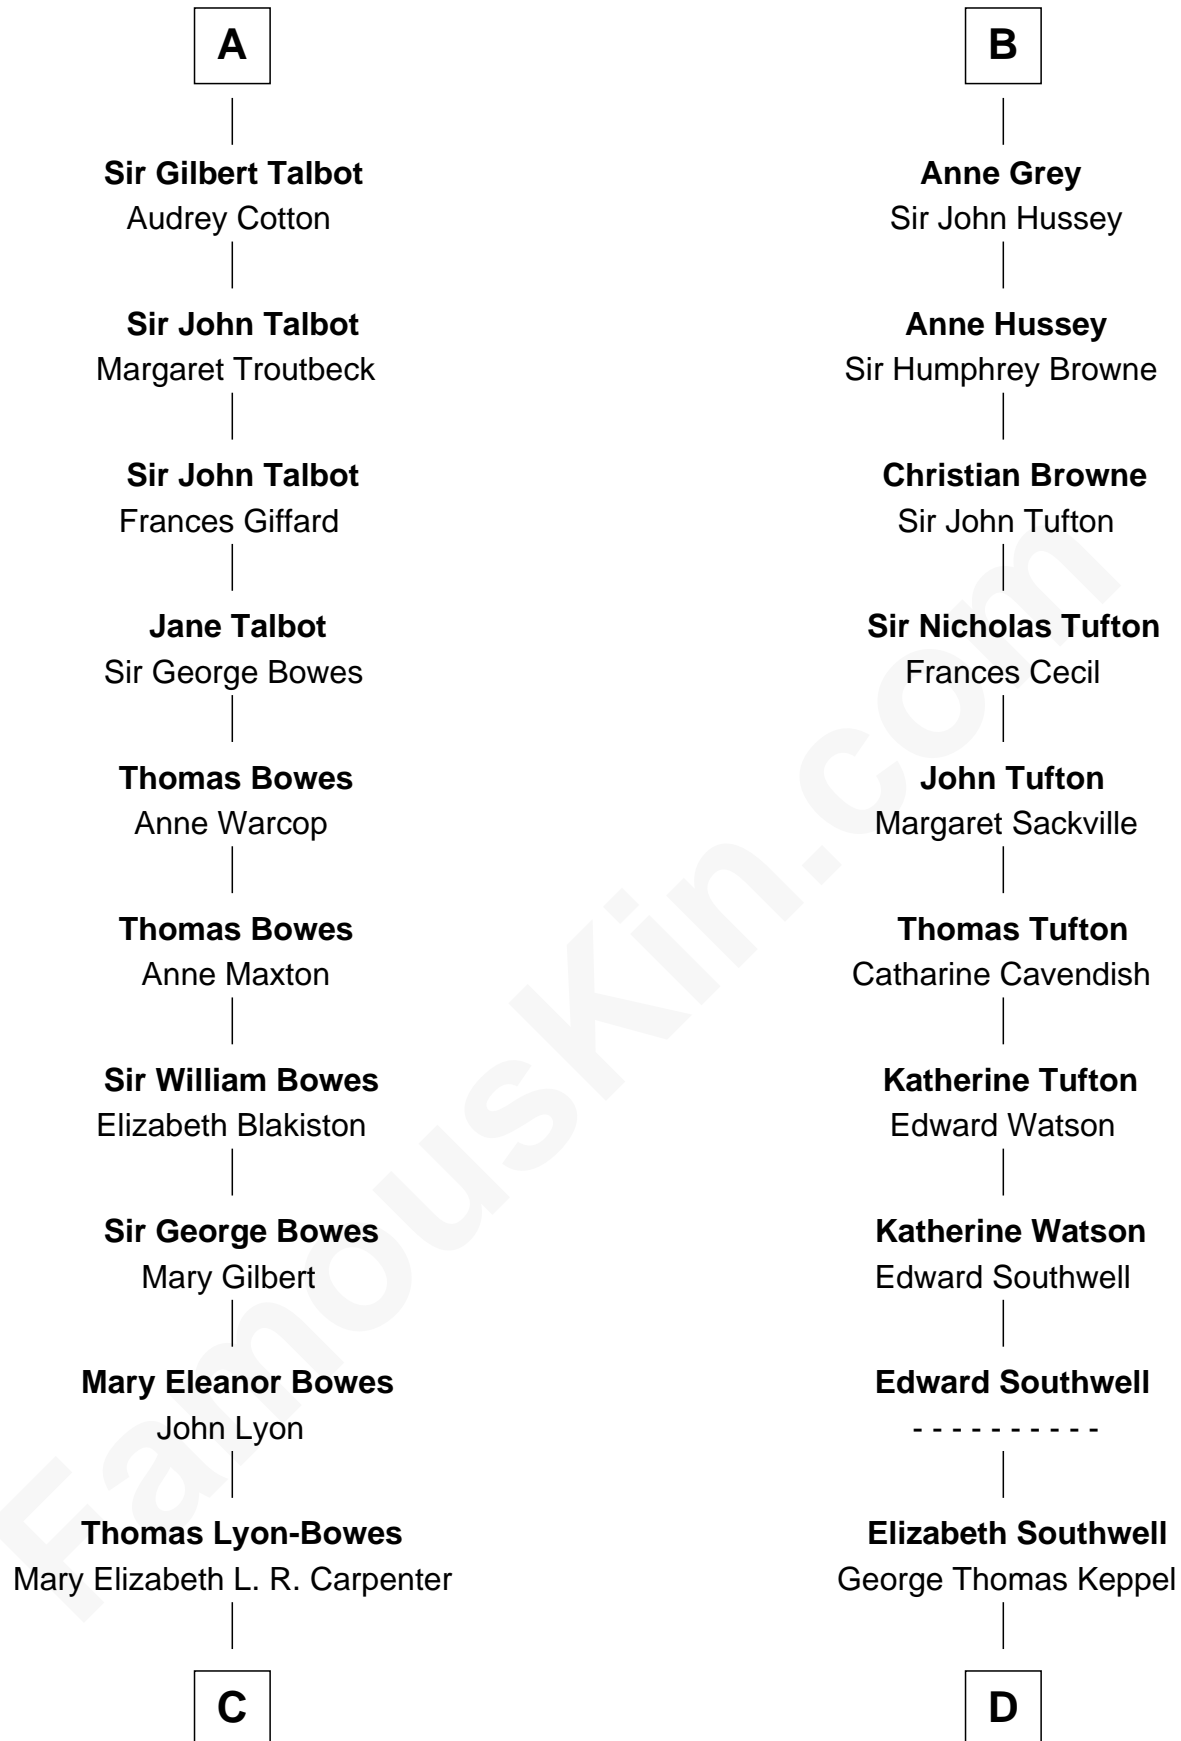 A
Sir Gilbert Talbot
Audrey Cotton
Sir John Talbot
Margaret Troutbeck
Sir John Talbot
Frances Giffard
Jane Talbot
Sir George Bowes
Thomas Bowes
Anne Warcop
Thomas Bowes
Anne Maxton
Sir William Bowes
Elizabeth Blakiston
Sir George Bowes
Mary Gilbert
Mary Eleanor Bowes
John Lyon
Thomas Lyon-Bowes
Mary Elizabeth L. R. Carpenter
C
B
Anne Grey
Sir John Hussey
Anne Hussey
Sir Humphrey Browne
Christian Browne
Sir John Tufton
Sir Nicholas Tufton
Frances Cecil
John Tufton
Margaret Sackville
Thomas Tufton
Catharine Cavendish
Katherine Tufton
Edward Watson
Katherine Watson
Edward Southwell
Edward Southwell
- - - - - - - - - -
Elizabeth Southwell
George Thomas Keppel
D
FamousKin.com